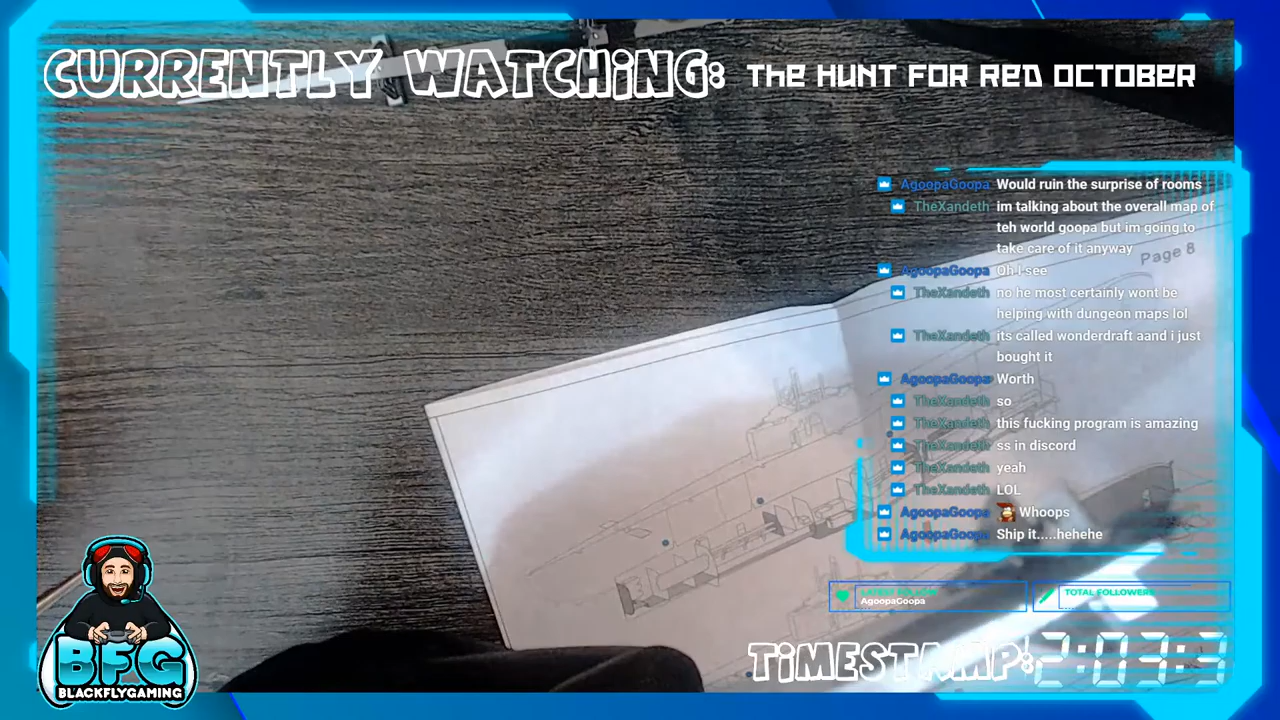 CURRENTLY WATCHING: THE HUNT FOR RED OCTOBER
AgoopaGoopa Would ruin the surprise of rooms
TheXandeth im talking about the overall map of
teh world goopa but im going to
take care of it anyway
Page 8
AgoopaGoopa Oh I see
TheXandeth no he most certainly wont be
helping with dungeon maps lol
TheXandeth its called wonderdraft aand i just
bought it
AgoopaGoopa Worth
TheXandeth so
TheXandeth this fucking program is amazing
TheXandeth ss in discord
TheXandeth yeah
TheXandeth LOL
AgoopaGoopa Whoops
AgoopaGoopa Ship it.....hehehe
AgoopaGoopa
TOTAL FOLLOWERS
TIMESTAMP: 2:03:3
BFG
BLACKFLYGAMING